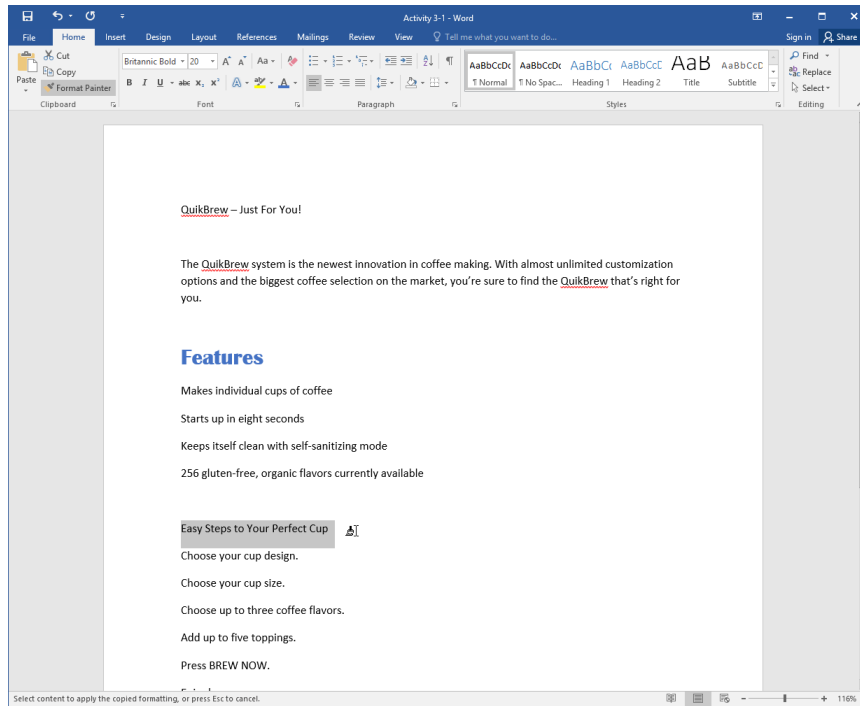 Activity 3-1 - Word
File Home Insert Design Layout References Mailings Review View Tell me what you want to do... Sign in Share
Paste Cut Copy Format Painter
Britannic Bold 20 A A Aa
B I U abc X₂ X² A ab A
AaBbCcDc AaBbCcDc AaBbCc AaBbCcE AaB AaBbCcD
¶ Normal ¶ No Spac... Heading 1 Heading 2 Title Subtitle
Find Replace Select
Clipboard Font Paragraph Styles Editing
QuikBrew – Just For You!
The QuikBrew system is the newest innovation in coffee making. With almost unlimited customization
options and the biggest coffee selection on the market, you’re sure to find the QuikBrew that’s right for
you.
Features
Makes individual cups of coffee
Starts up in eight seconds
Keeps itself clean with self-sanitizing mode
256 gluten-free, organic flavors currently available
Easy Steps to Your Perfect Cup
Choose your cup design.
Choose your cup size.
Choose up to three coffee flavors.
Add up to five toppings.
Press BREW NOW.
Select content to apply the copied formatting, or press Esc to cancel. 116%